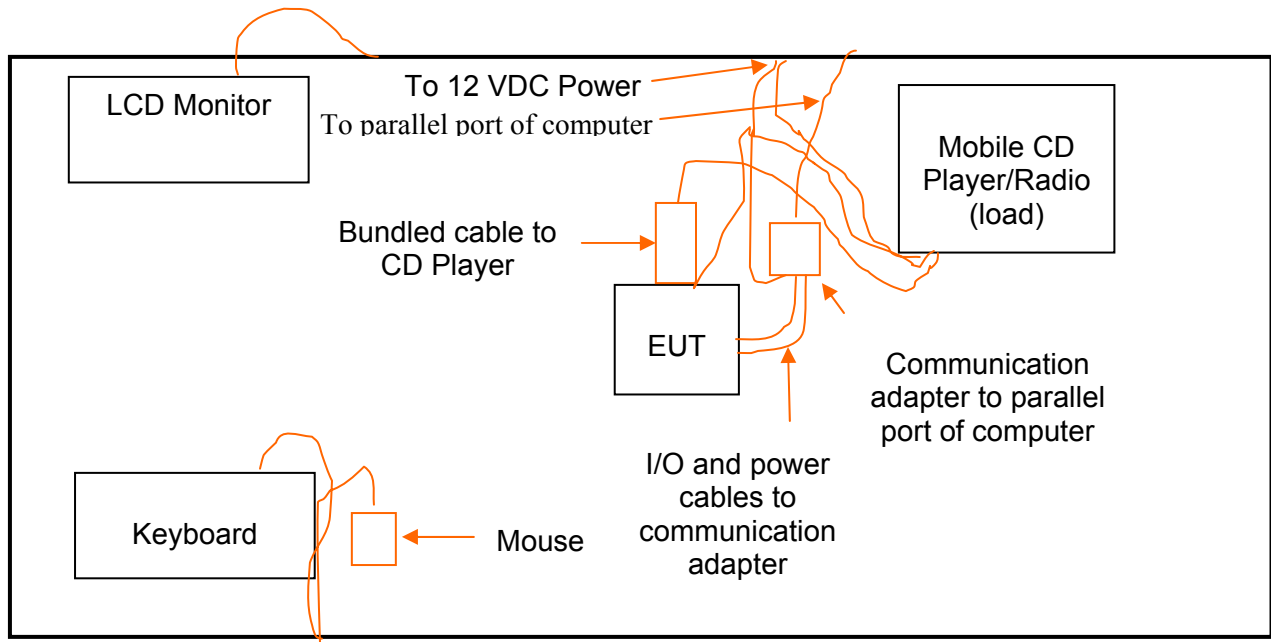 LCD Monitor
To 12 VDC Power
To parallel port of computer
Mobile CD
Player/Radio
(load)
Bundled cable to
CD Player
EUT
Communication
adapter to parallel
port of computer
I/O and power
cables to
communication
adapter
Keyboard
Mouse